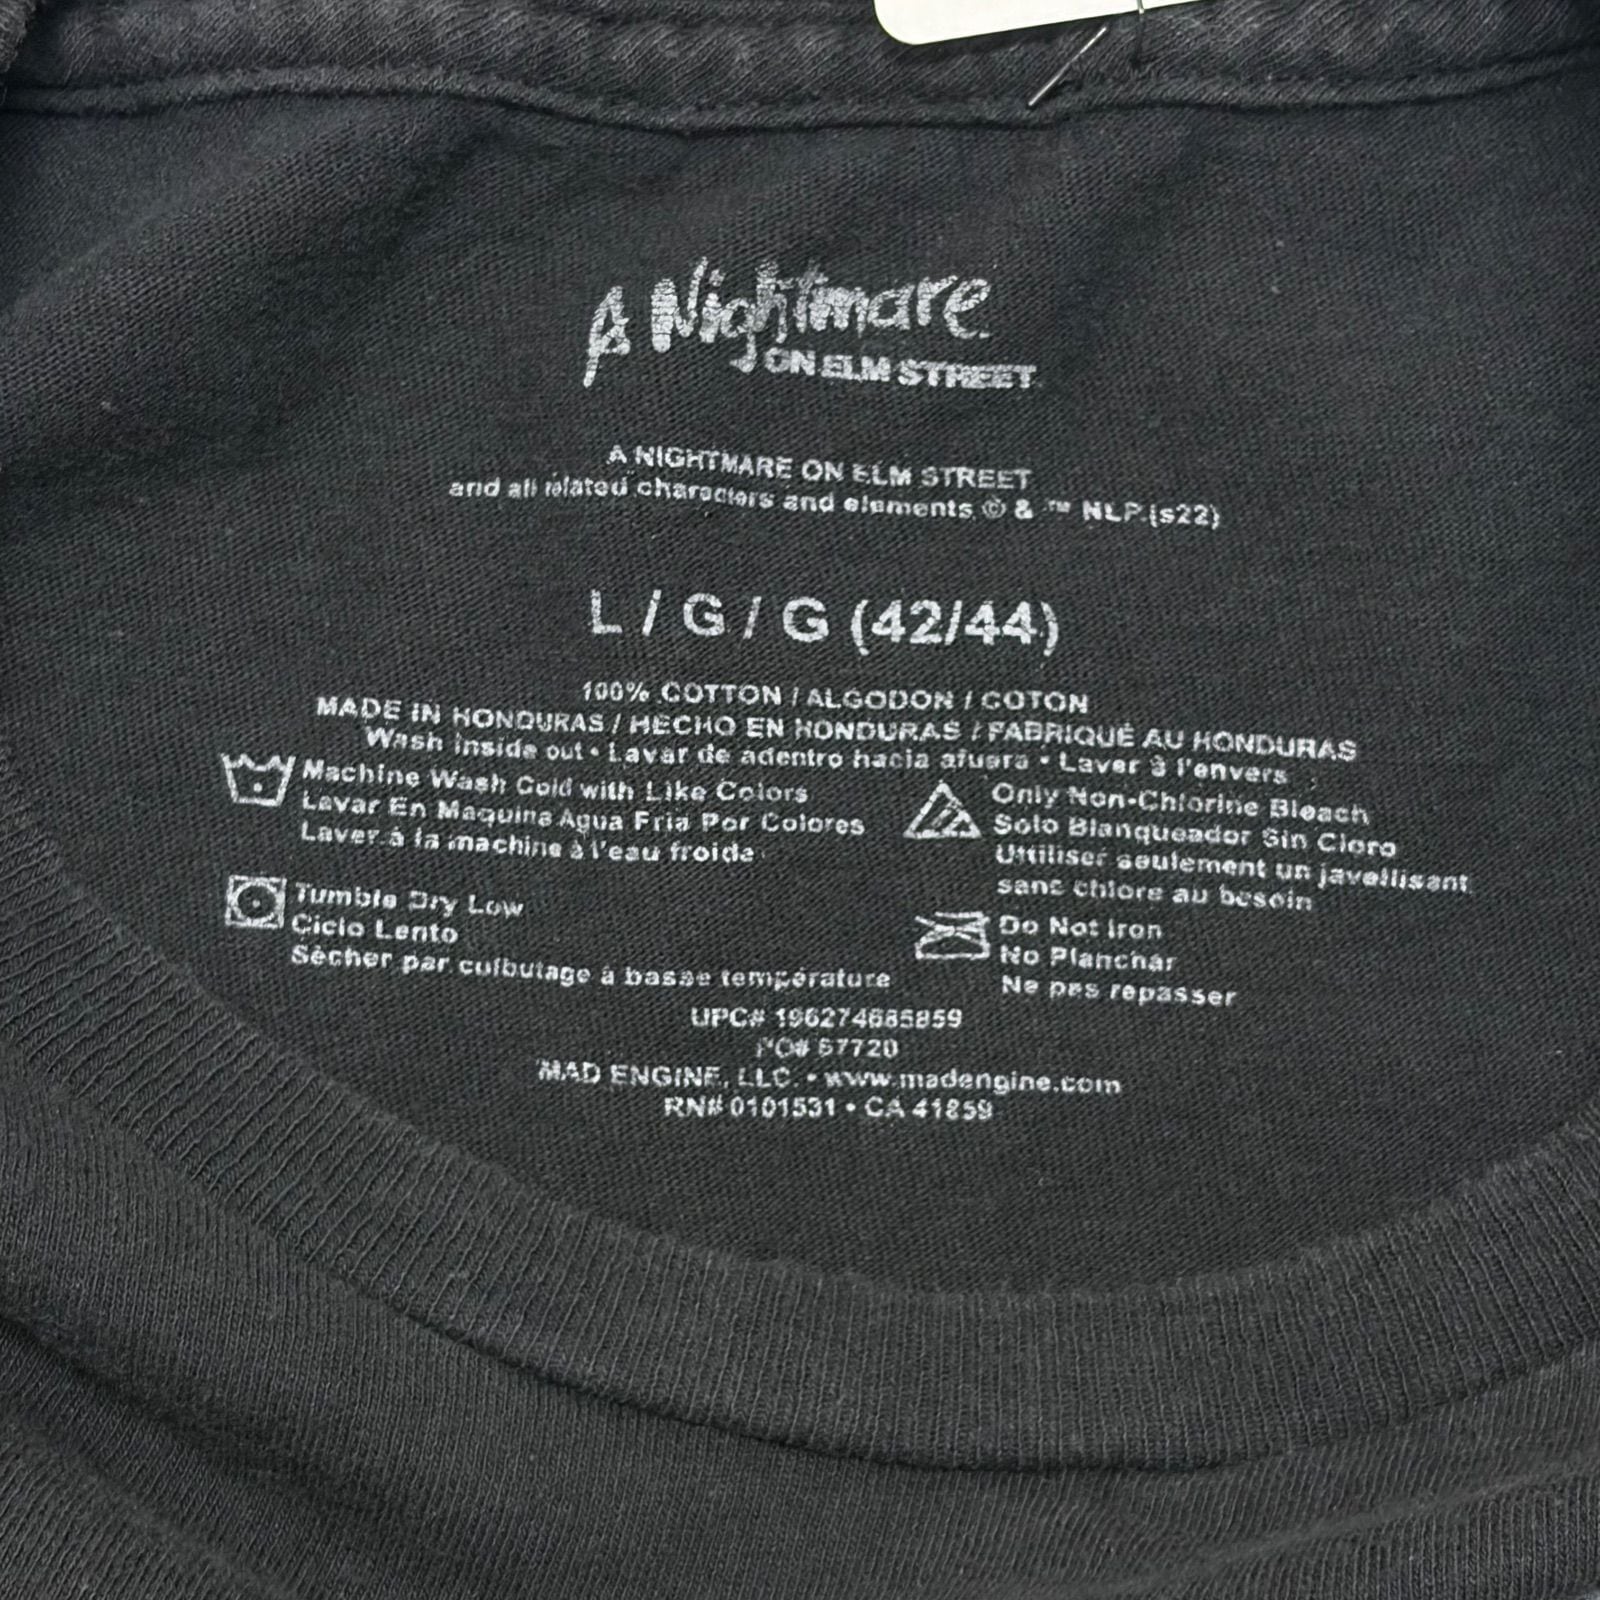 A Nightmare
ON ELM STREET
A NIGHTMARE ON ELM STREET
and all related characters and elements © & ™ NLP. (s22)
L / G / G (42/44)
100% COTTON / ALGODON / COTON
MADE IN HONDURAS / HECHO EN HONDURAS / FABRIQUÉ AU HONDURAS
Wash inside out • Lavar de adentro hacia afuera • Laver à l'envers
Machine Wash Cold with Like Colors
Lavar En Maquina Agua Fria Por Colores
Laver à la machine à l'eau froide
Only Non-Chlorine Bleach
Solo Blanqueador Sin Cloro
Uttiliser seulement un javellisant
sans chlore au besoin
Tumble Dry Low
Ciclo Lento
Sècher par culbutage à basse température
Do Not Iron
No Planchar
Ne pas repasser
UPC# 196274685859
PO# 67720
MAD ENGINE, LLC. • www.madengine.com
RN# 0101531 • CA 41859